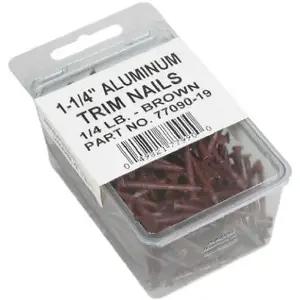 1-1/4" ALUMINUM
TRIM NAILS
1/4 LB. - BROWN
PART NO. 77090-19